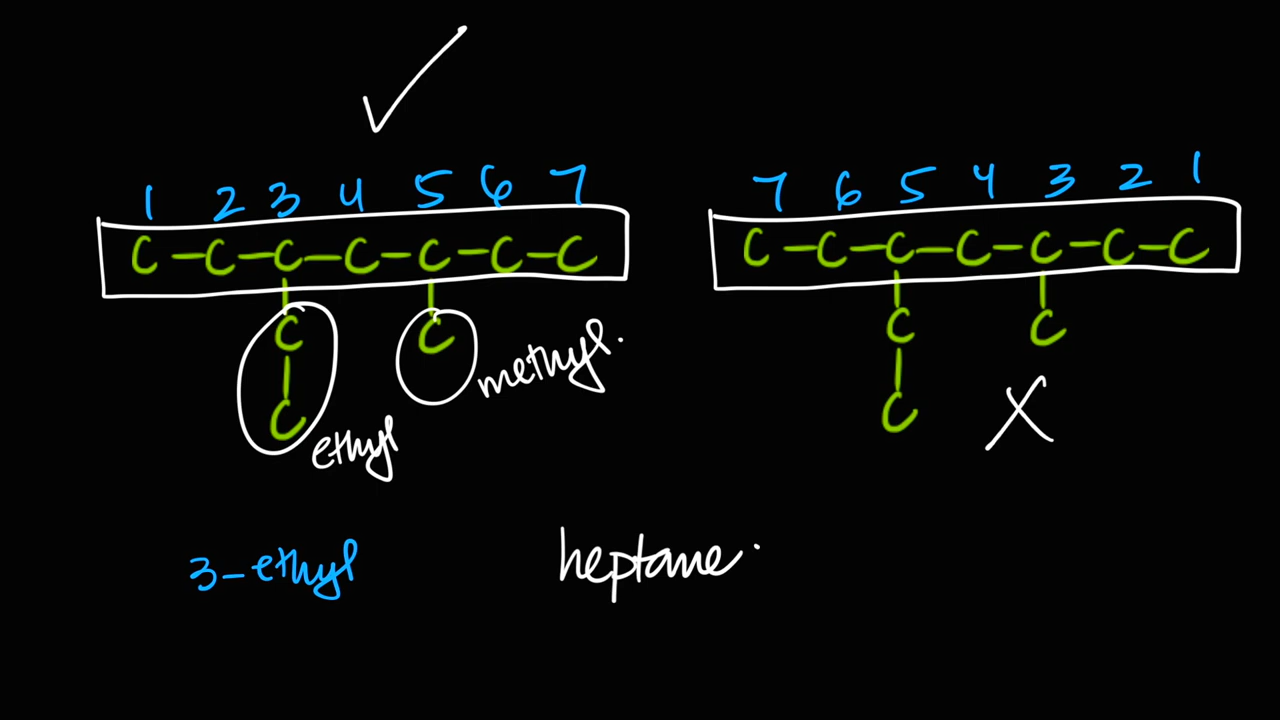 1 2 3 4 5 6 7
C-C-C-C-C-C-C
C C
C
methyl.
ethyl
7 6 5 4 3 2 1
C-C-C-C-C-C-C
C C
C
X
3-ethyl heptane.